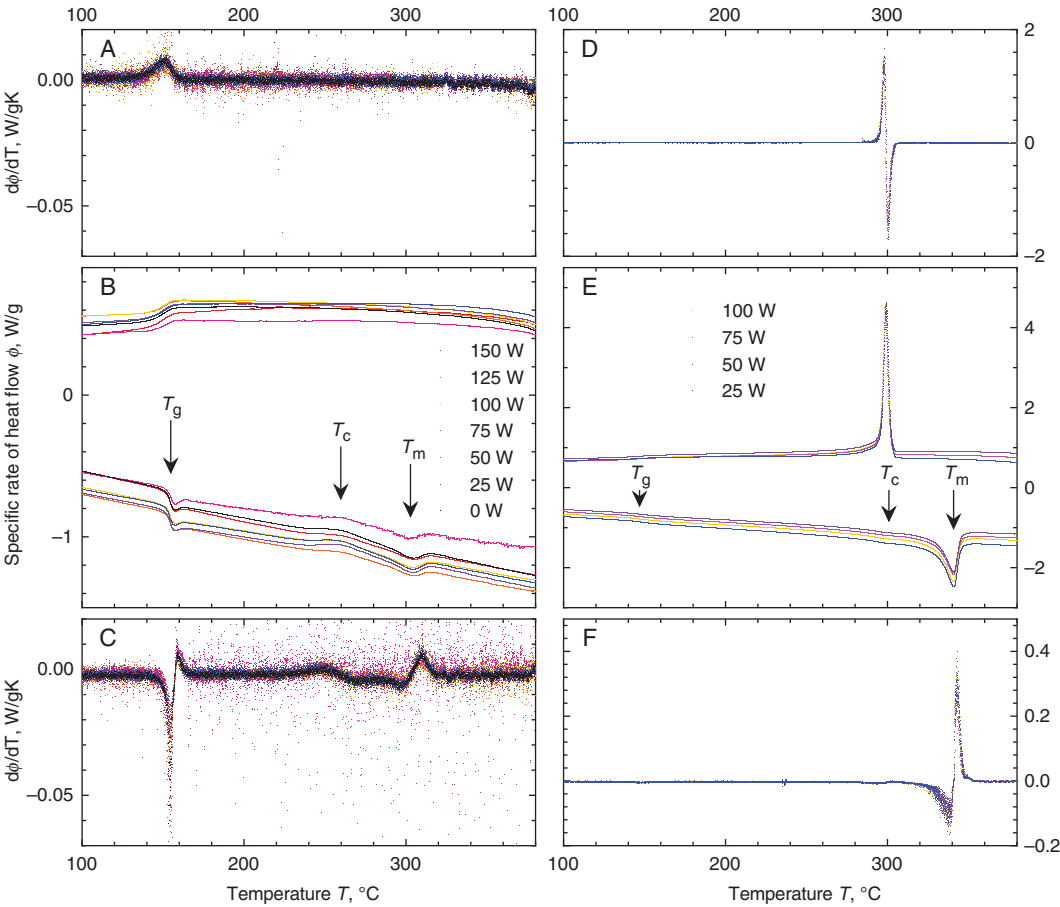 100 200 300
100 200 300
A
0.00
−0.05
dϕ/dT, W/gK
D
2
0
−2
B
0
−1
Specific rate of heat flow ϕ, W/g
150 W
125 W
100 W
75 W
50 W
25 W
0 W
Tg
Tc
Tm
E
100 W
75 W
50 W
25 W
4
2
0
−2
Tg
Tc
Tm
C
0.00
−0.05
dϕ/dT, W/gK
F
0.4
0.2
0.0
−0.2
100 200 300
100 200 300
Temperature T, °C
Temperature T, °C